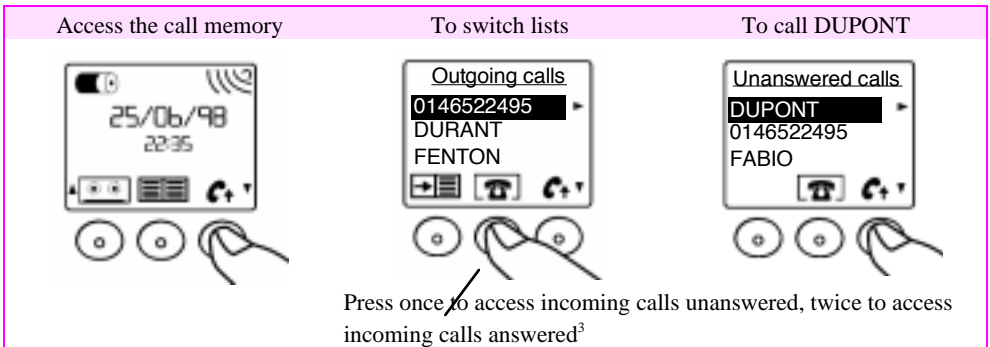 Access the call memory
To switch lists
To call DUPONT
25/06/98
22:35
Outgoing calls
0146522495
DURANT
FENTON
Unanswered calls
DUPONT
0146522495
FABIO
Press once to access incoming calls unanswered, twice to access
incoming calls answered3